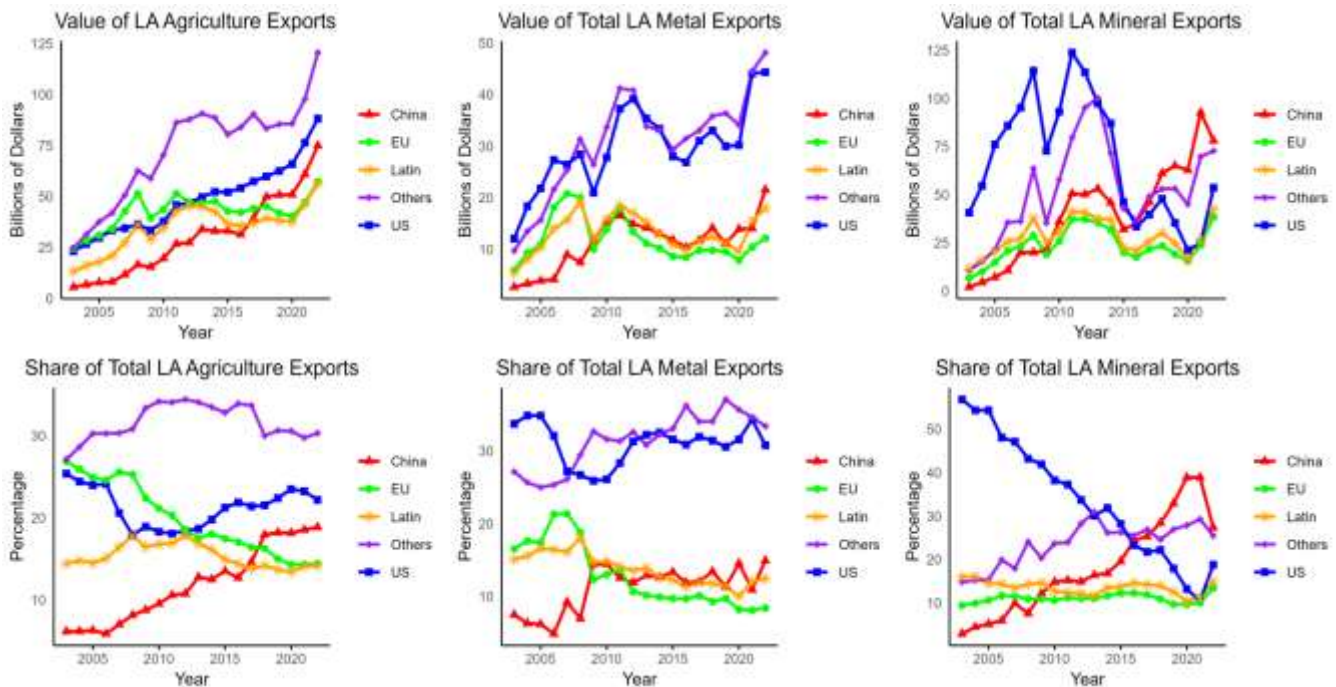 Value of LA Agriculture Exports
Billions of Dollars
125
100
75
50
25
0
2005 2010 2015 2020
Year
China
EU
Latin
Others
US
Value of Total LA Metal Exports
Billions of Dollars
50
40
30
20
10
2005 2010 2015 2020
Year
China
EU
Latin
Others
US
Value of Total LA Mineral Exports
Billions of Dollars
125
100
75
50
25
0
2005 2010 2015 2020
Year
China
EU
Latin
Others
US
Share of Total LA Agriculture Exports
Percentage
30
20
10
2005 2010 2015 2020
Year
China
EU
Latin
Others
US
Share of Total LA Metal Exports
Percentage
30
20
10
2005 2010 2015 2020
Year
China
EU
Latin
Others
US
Share of Total LA Mineral Exports
Percentage
50
40
30
20
10
2005 2010 2015 2020
Year
China
EU
Latin
Others
US